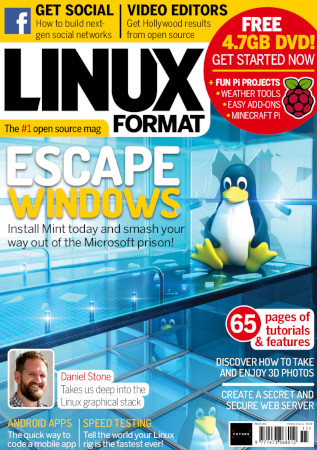 GET SOCIAL
How to build next-
gen social networks
VIDEO EDITORS
Get Hollywood results
from open source
FREE
4.7GB DVD!
GET STARTED NOW
+ FUN Pi PROJECTS
• WEATHER TOOLS
• EASY ADD-ONS
• MINECRAFT Pi
LINUX
FORMAT
The #1 open source mag
ESCAPE
WINDOWS
Install Mint today and smash your
way out of the Microsoft prison!
65 pages of
tutorials
& features
DISCOVER HOW TO TAKE
AND ENJOY 3D PHOTOS
CREATE A SECRET AND
SECURE WEB SERVER
Daniel Stone
Takes us deep into the
Linux graphical stack
ANDROID APPS
The quick way to
code a mobile app
SPEED TESTING
Tell the world your Linux
rig is the fastest ever!
FUTURE